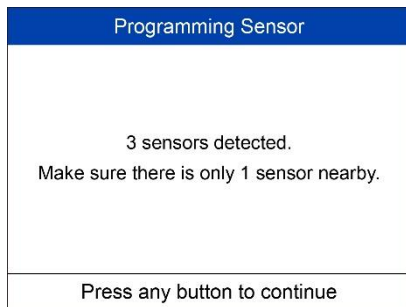 Programming Sensor
3 sensors detected.
Make sure there is only 1 sensor nearby.
Press any button to continue